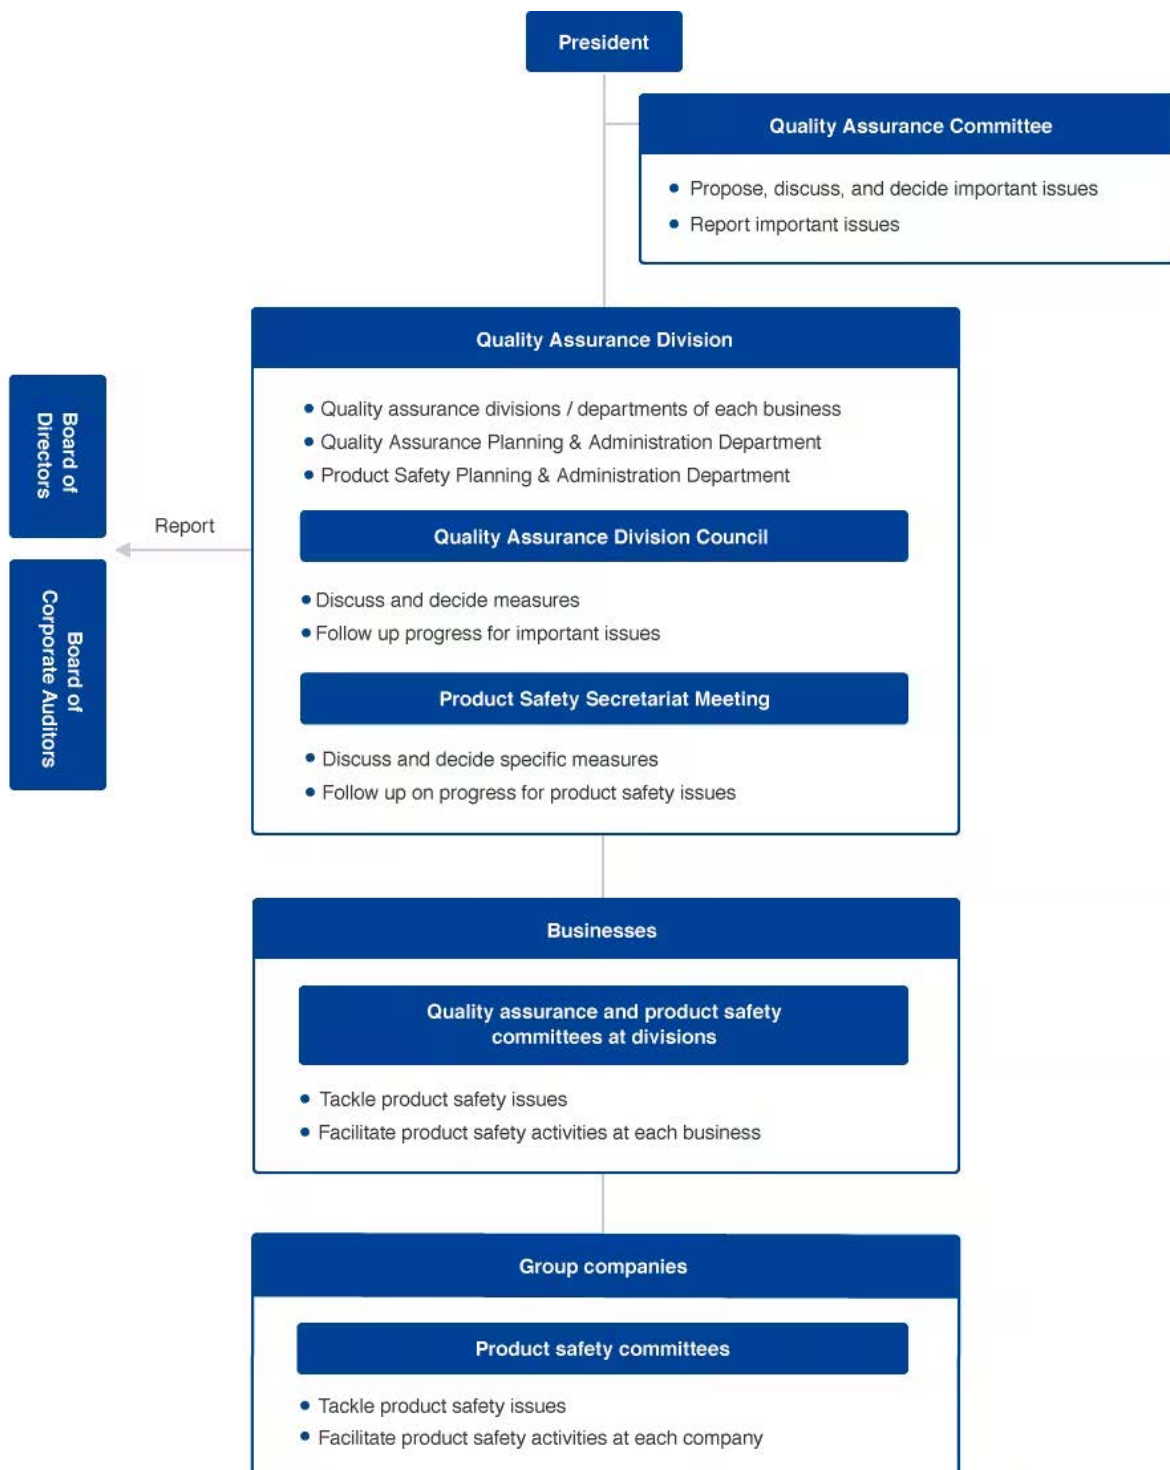 President
Quality Assurance Committee
• Propose, discuss, and decide important issues
• Report important issues
Quality Assurance Division
• Quality assurance divisions / departments of each business
• Quality Assurance Planning & Administration Department
• Product Safety Planning & Administration Department
Quality Assurance Division Council
• Discuss and decide measures
• Follow up progress for important issues
Product Safety Secretariat Meeting
• Discuss and decide specific measures
• Follow up on progress for product safety issues
Report
Board of
Directors
Board of
Corporate Auditors
Businesses
Quality assurance and product safety
committees at divisions
• Tackle product safety issues
• Facilitate product safety activities at each business
Group companies
Product safety committees
• Tackle product safety issues
• Facilitate product safety activities at each company